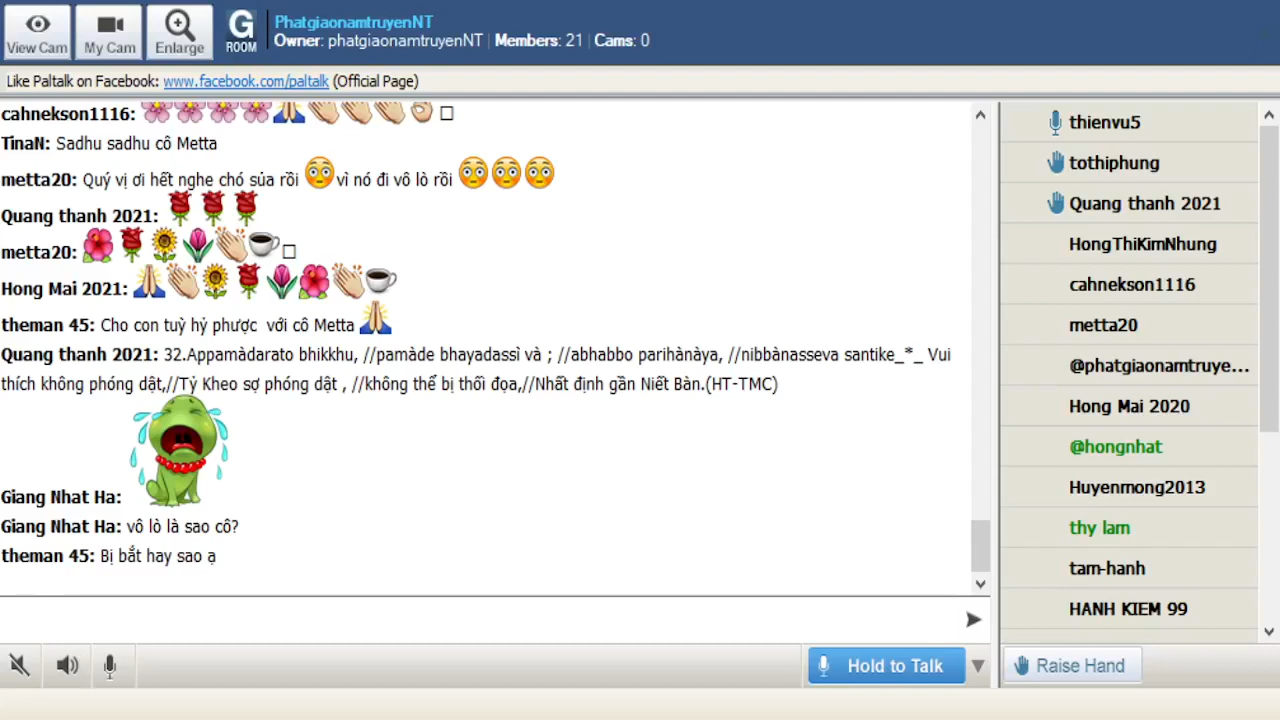 View Cam
My Cam
Enlarge
G
ROOM
PhatgiaonamtruyenNT
Owner: phatgiaonamtruyenNT | Members: 21 | Cams: 0
Like Paltalk on Facebook: www.facebook.com/paltalk (Official Page)
cahnekson1116:
TinaN: Sadhu sadhu cô Metta
metta20: Quý vị ơi hết nghe chó sủa rồi vì nó đi vô lò rồi
Quang thanh 2021:
metta20:
Hong Mai 2021:
theman 45: Cho con tuỳ hỷ phược với cô Metta
Quang thanh 2021: 32.Appamàdarato bhikkhu, //pamàde bhayadassì và ; //abhabbo parihànàya, //nibbànasseva santike_*_ Vui
thích không phóng dật,//Tỷ Kheo sợ phóng dât , //không thể bị thối đọa,//Nhất định gần Niết Bàn.(HT-TMC)
Giang Nhat Ha:
Giang Nhat Ha: vô lò là sao cô?
theman 45: Bị bắt hay sao ạ
Hold to Talk
thienvu5
tothiphung
Quang thanh 2021
HongThiKimNhung
cahnekson1116
metta20
@phatgiaonamtruye...
Hong Mai 2020
@hongnhat
Huyenmong2013
thy lam
tam-hanh
HANH KIEM 99
Raise Hand